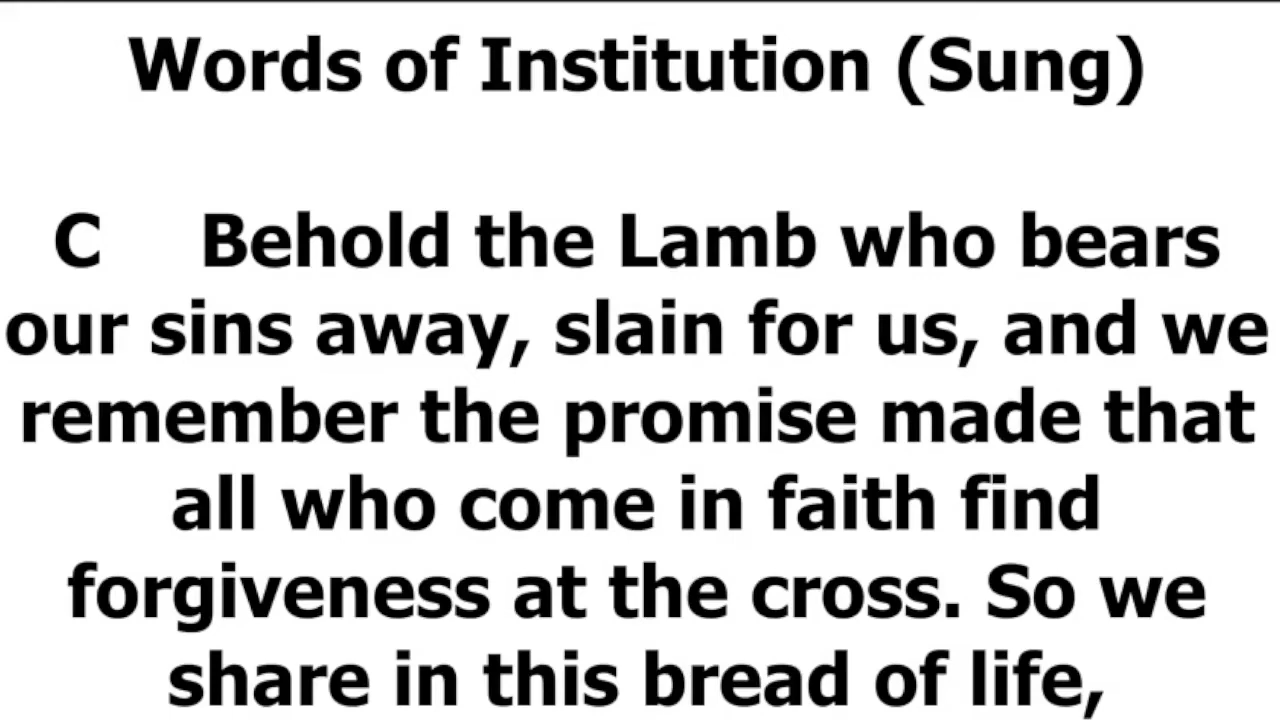 Words of Institution (Sung)
C Behold the Lamb who bears
our sins away, slain for us, and we
remember the promise made that
all who come in faith find
forgiveness at the cross. So we
share in this bread of life,